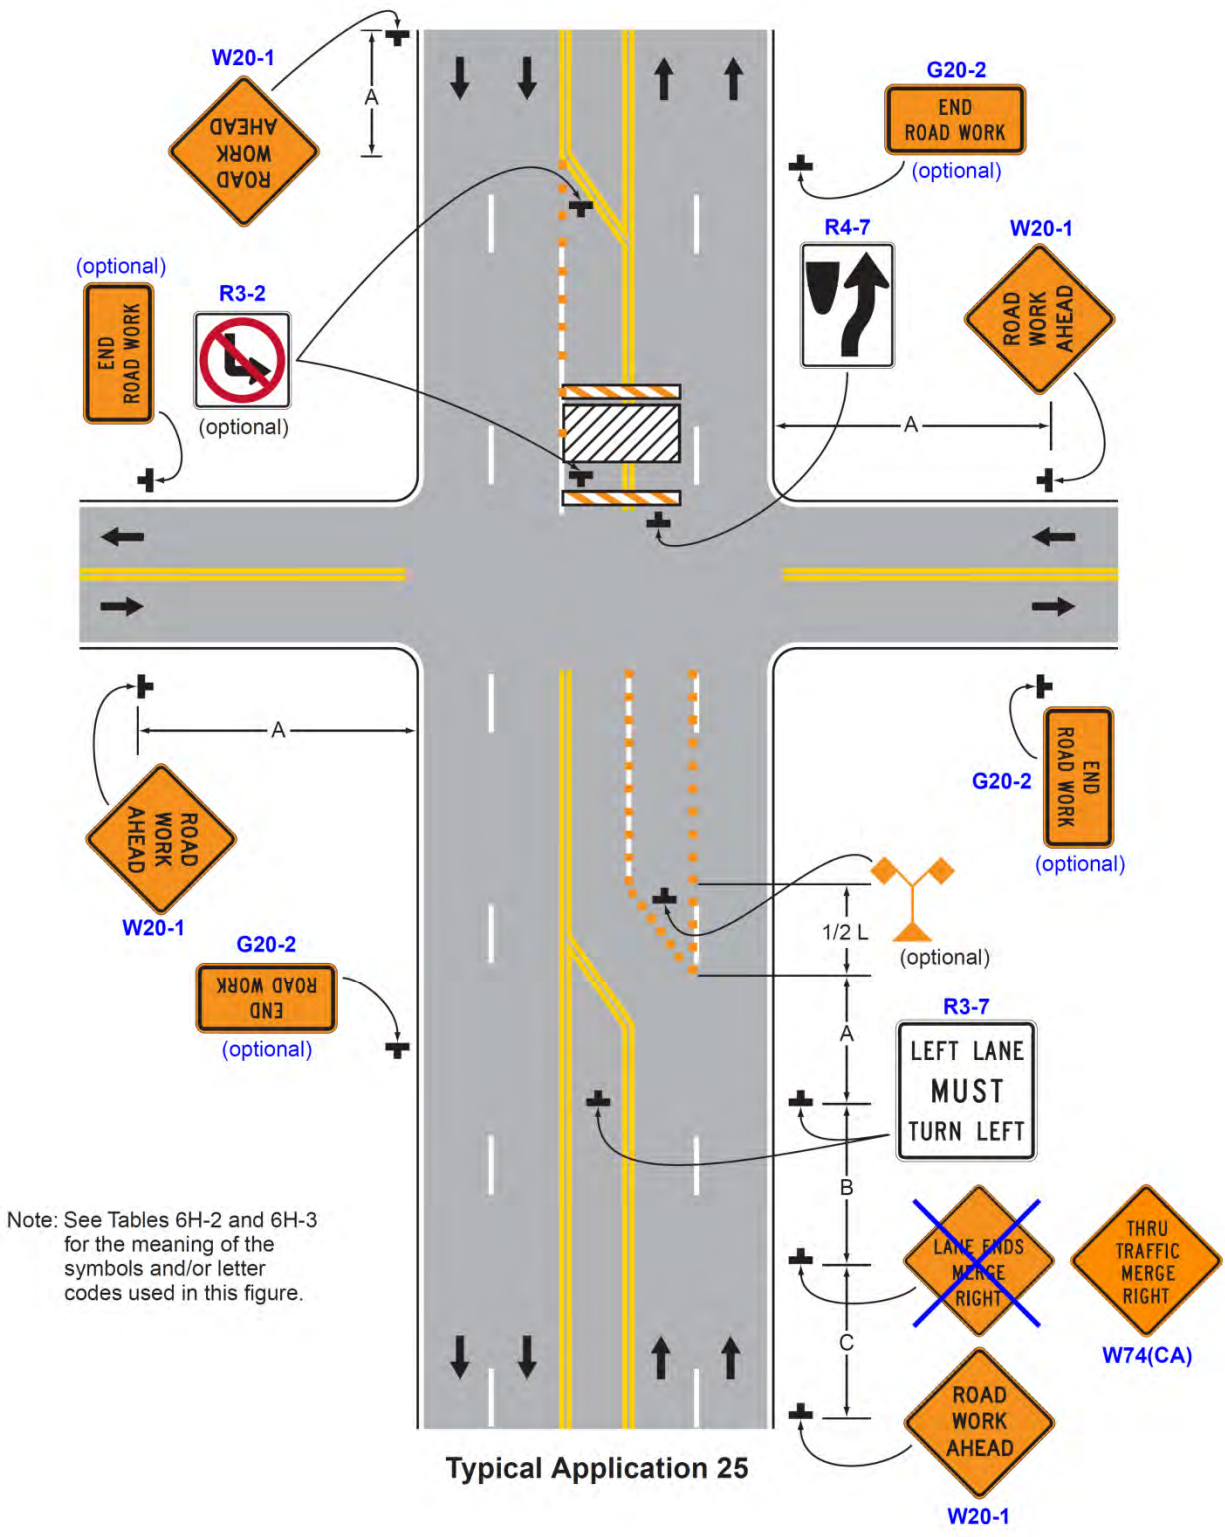 W20-1
ROAD
WORK
AHEAD
A
G20-2
END
ROAD WORK
(optional)
(optional)
END
ROAD WORK
R3-2
(optional)
R4-7
W20-1
ROAD
WORK
AHEAD
A
A
ROAD
WORK
AHEAD
W20-1
G20-2
END
ROAD WORK
(optional)
G20-2
END
ROAD WORK
(optional)
1/2 L
(optional)
A
R3-7
LEFT LANE
MUST
TURN LEFT
B
LANE ENDS
MERGE
RIGHT
THRU
TRAFFIC
MERGE
RIGHT
W74(CA)
C
ROAD
WORK
AHEAD
W20-1
Note: See Tables 6H-2 and 6H-3
for the meaning of the
symbols and/or letter
codes used in this figure.
Typical Application 25